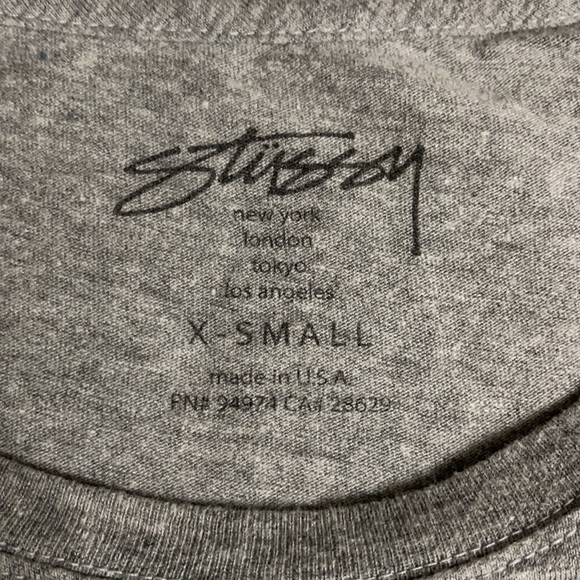 Stüssy
new york
london
tokyo
los angeles
X-SMALL
made in U.S.A.
RN# 94974 CA# 28629